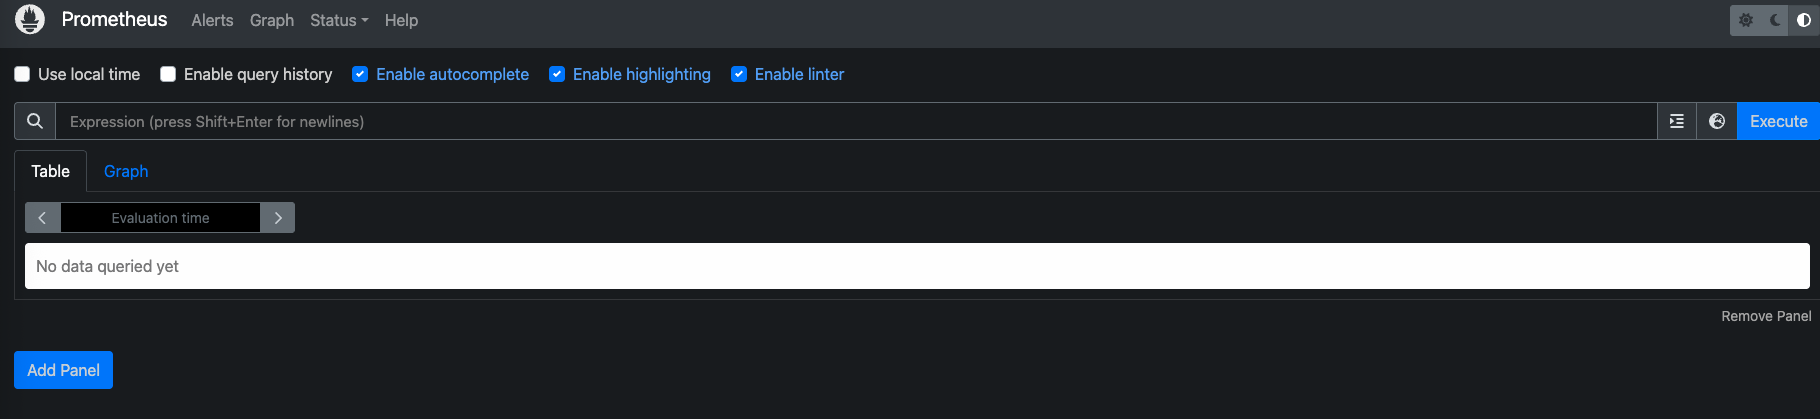 Prometheus Alerts Graph Status Help
Use local time Enable query history Enable autocomplete Enable highlighting Enable linter
Expression (press Shift+Enter for newlines) Execute
Table Graph
Evaluation time
No data queried yet
Remove Panel
Add Panel